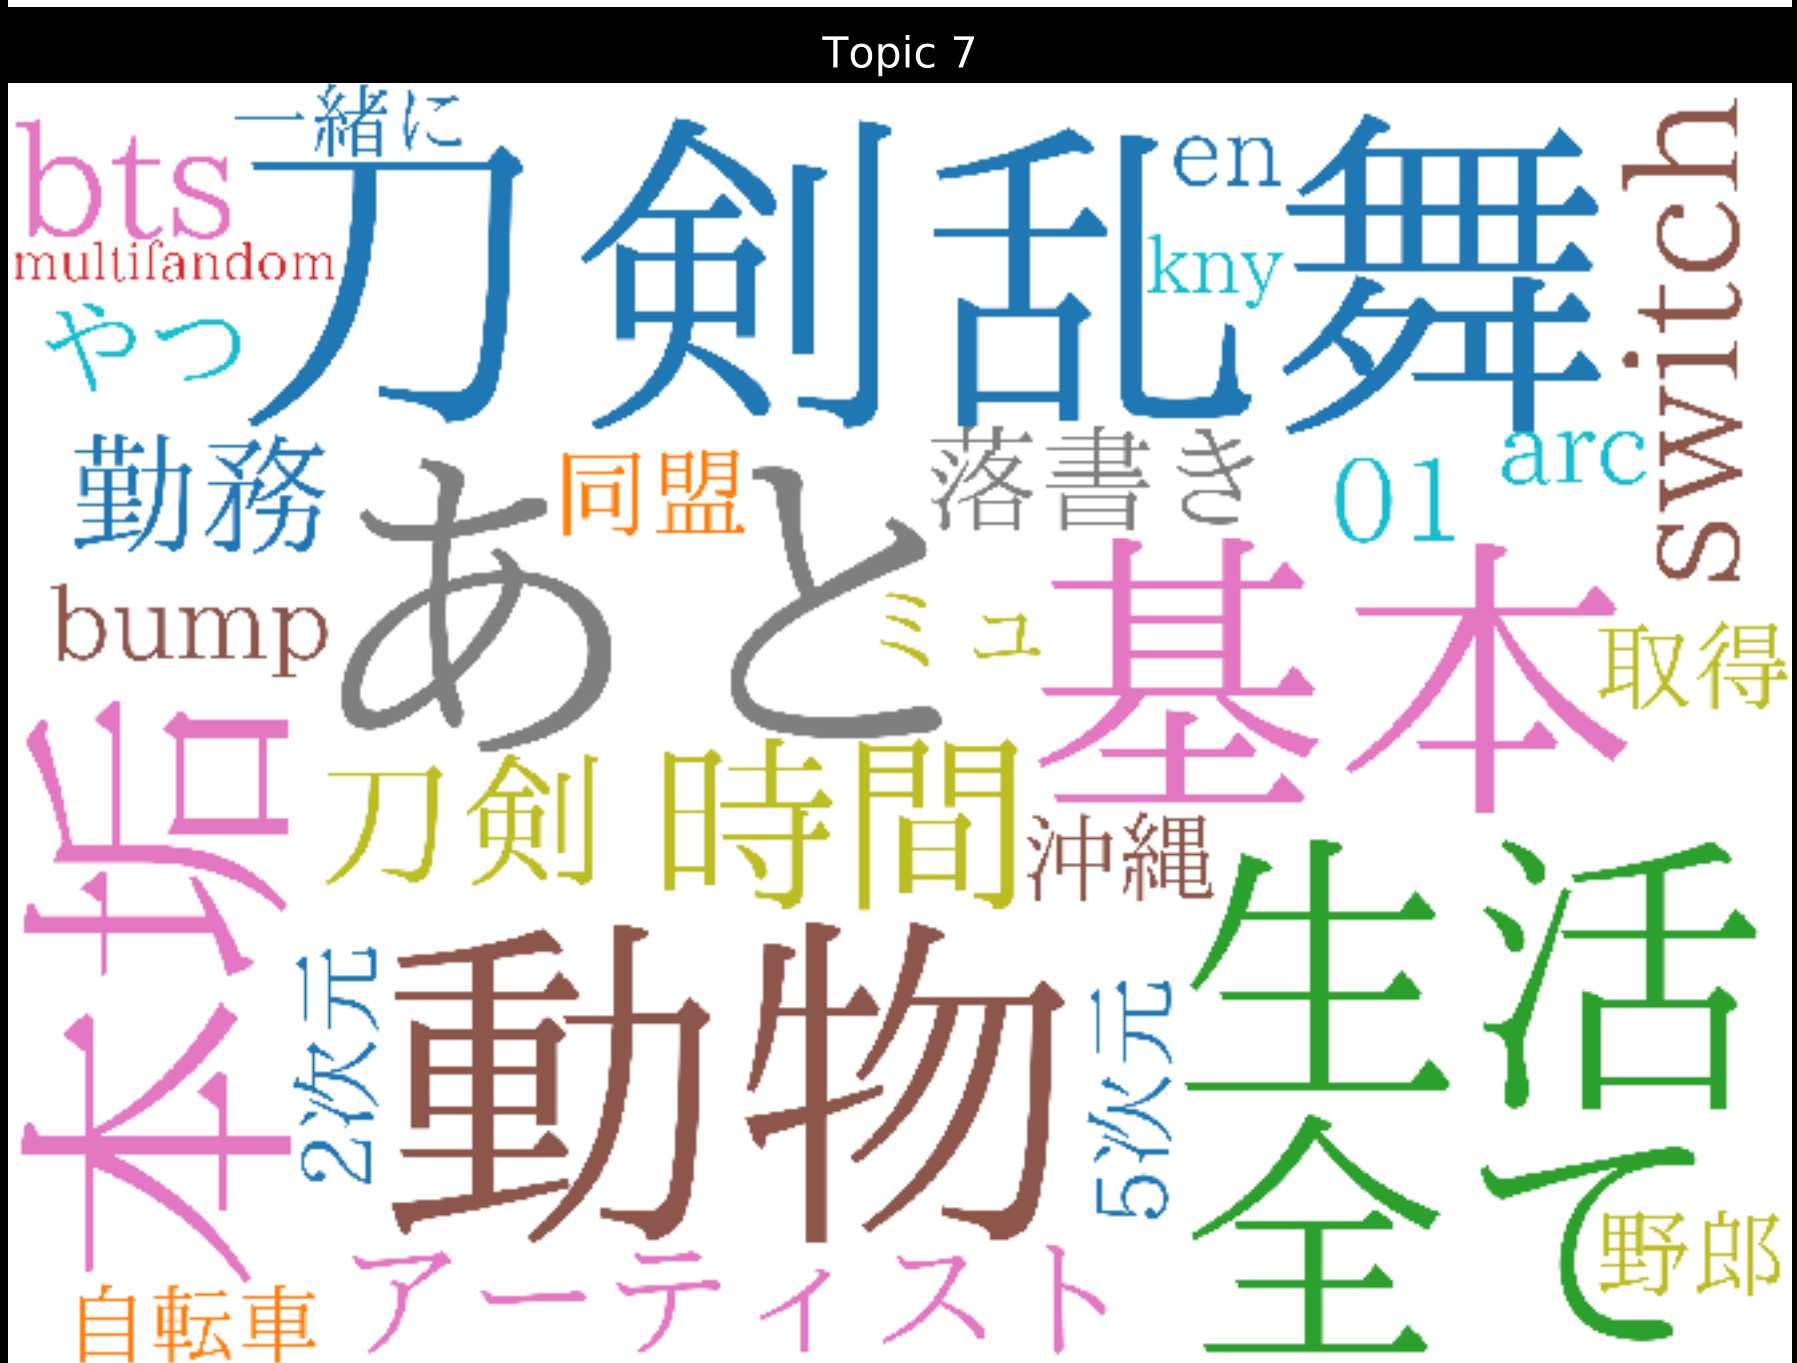 Topic 7
一緒に
bts
刀剣乱舞
en
switch
multifandom
kny
やつ
勤務
同盟
落書き
01
arc
あと
bump
ミュ
基本
取得
本垢
刀剣
時間
沖縄
生活
2次元
動物
5次元
全て
野郎
自転車
アーティスト